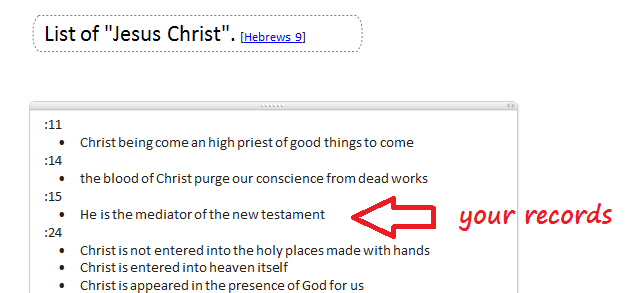 List of "Jesus Christ". [Hebrews 9]
:11
• Christ being come an high priest of good things to come
:14
• the blood of Christ purge our conscience from dead works
:15
• He is the mediator of the new testament
your records
:24
• Christ is not entered into the holy places made with hands
• Christ is entered into heaven itself
• Christ is appeared in the presence of God for us